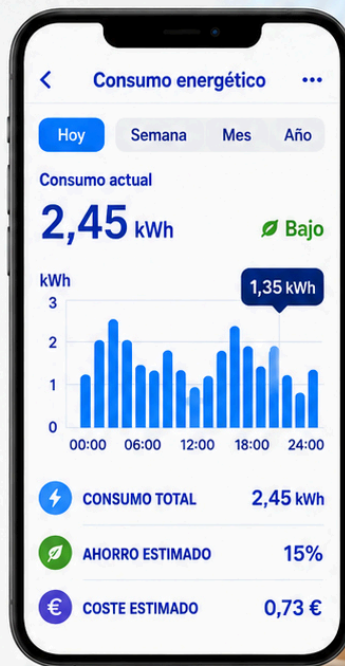 Consumo energético
Hoy Semana Mes Año
Consumo actual
2,45 kWh Bajo
kWh
1,35 kWh
3
2
1
0
00:00 06:00 12:00 18:00 24:00
CONSUMO TOTAL 2,45 kWh
AHORRO ESTIMADO 15%
€ COSTE ESTIMADO 0,73 €